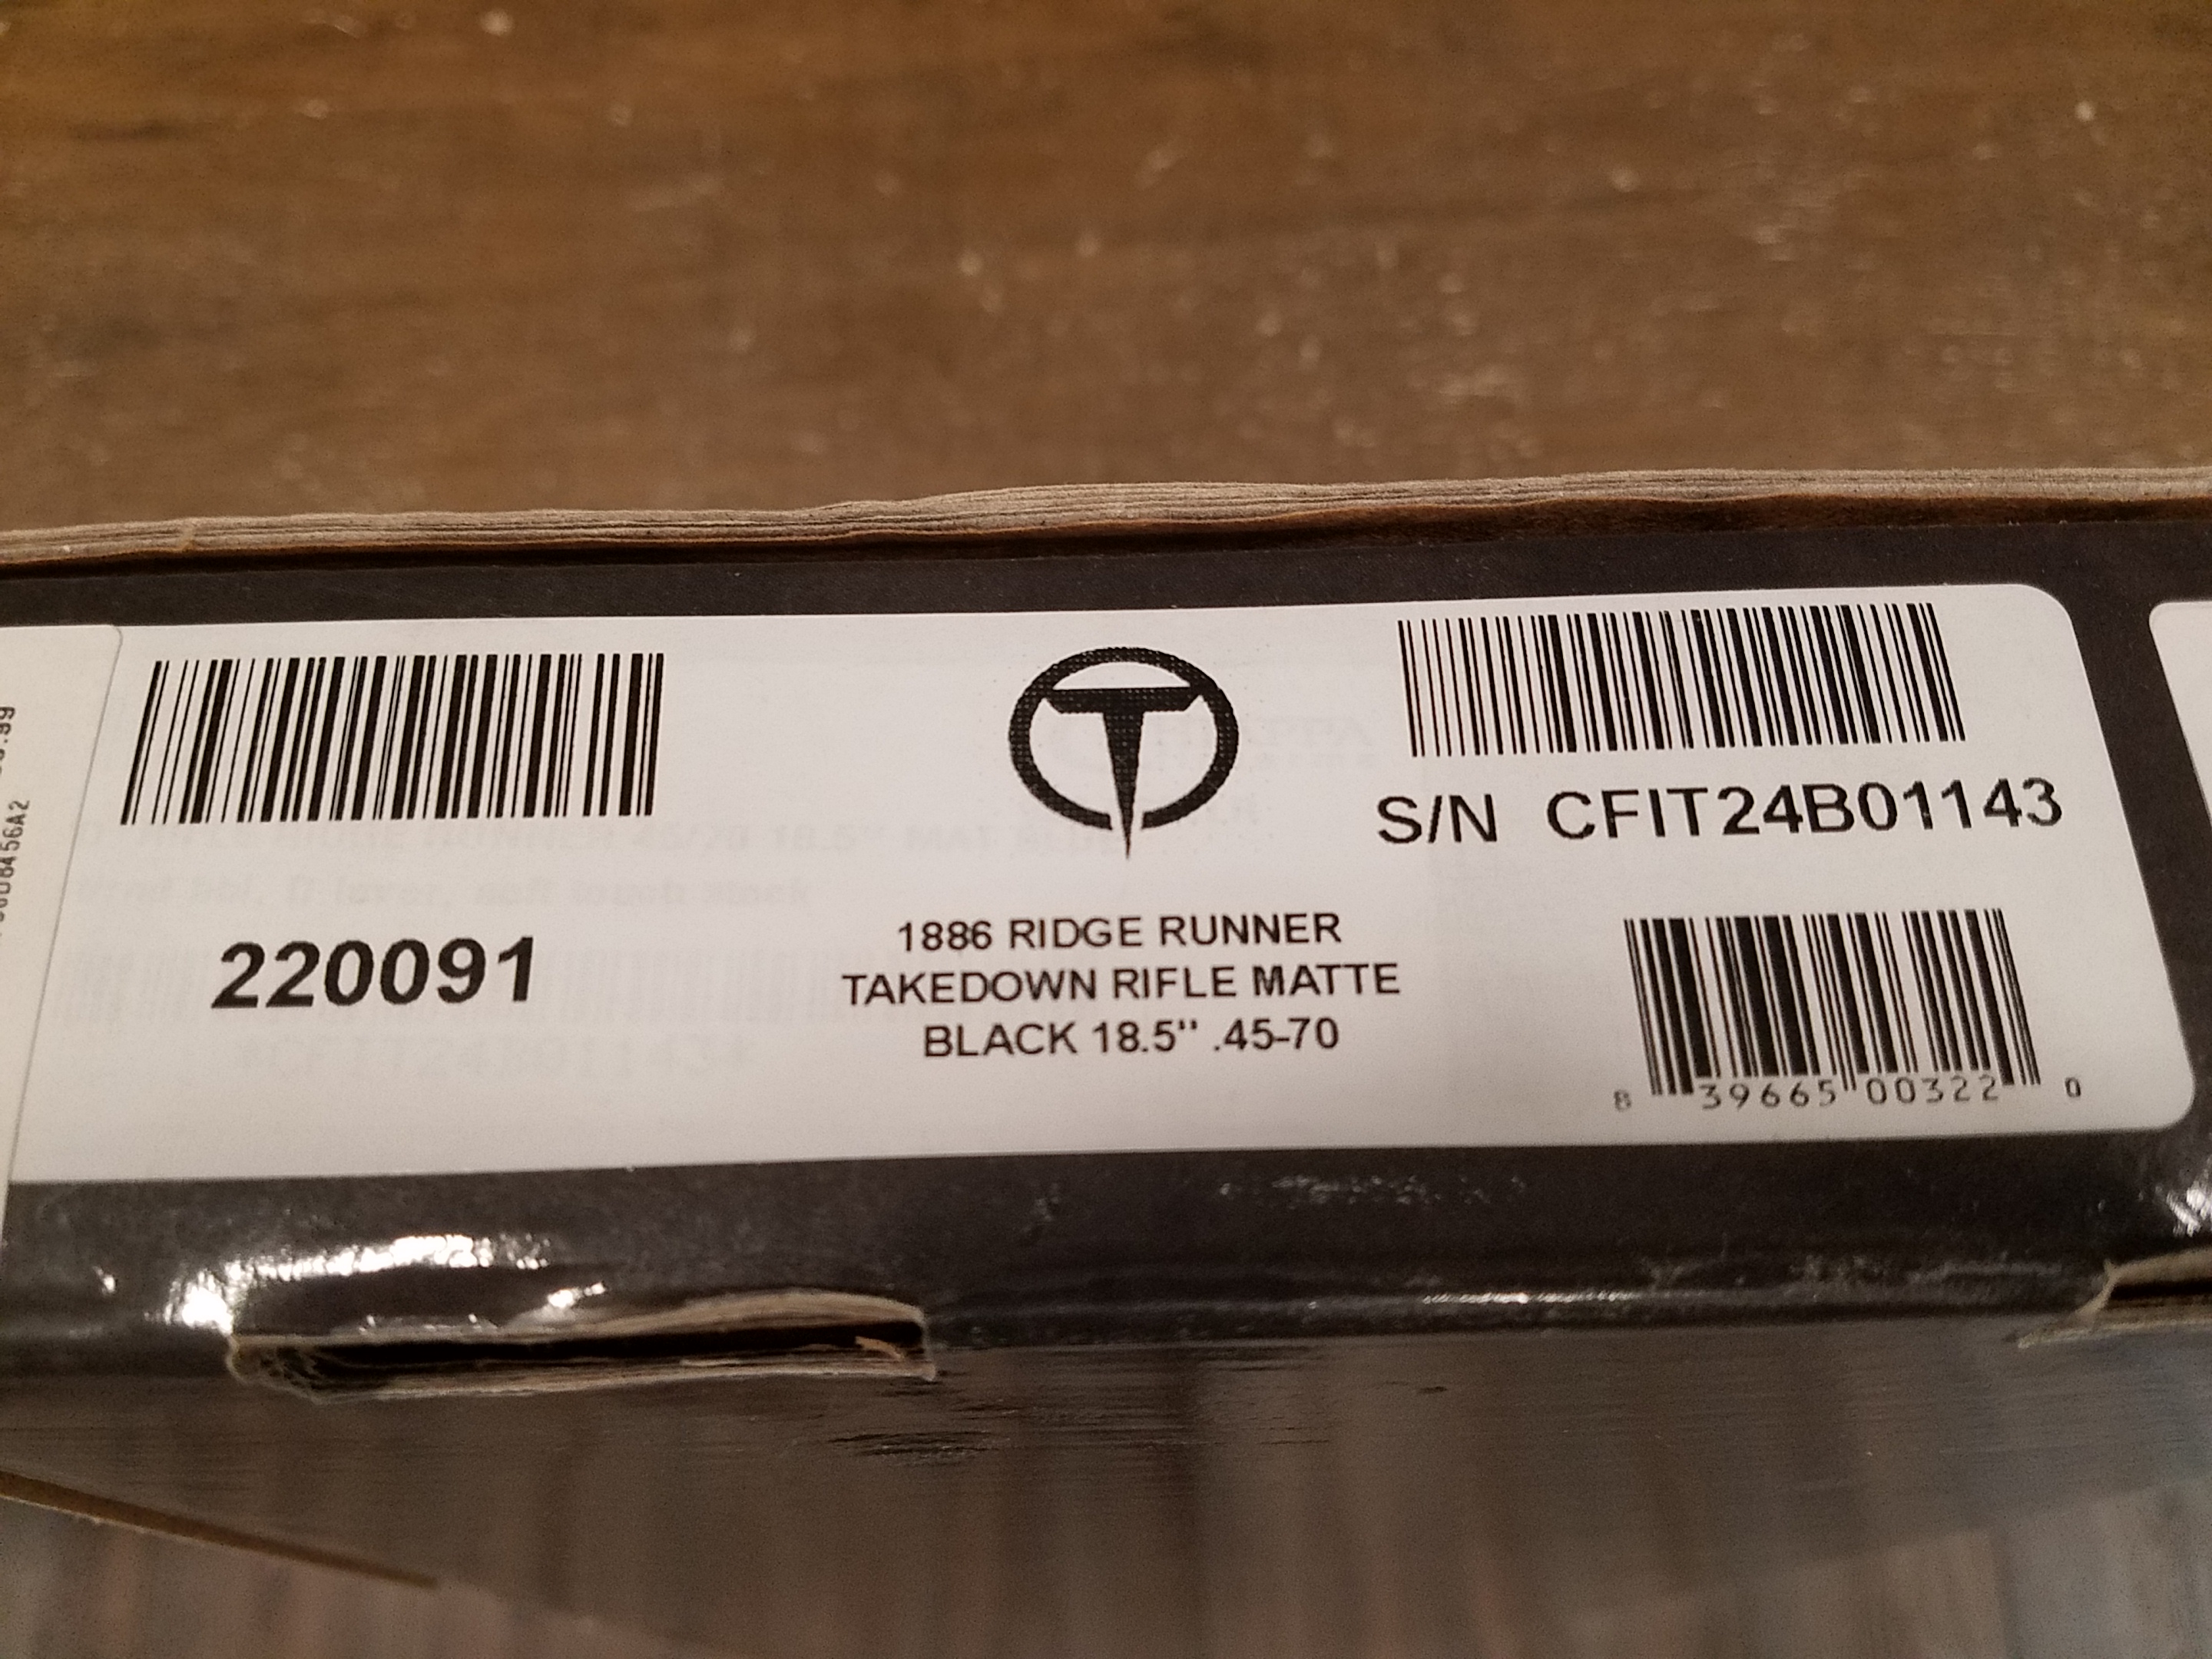 S/N CFIT24B01143
220091
1886 RIDGE RUNNER
TAKEDOWN RIFLE MATTE
BLACK 18.5" .45-70
8 39665 00322 0